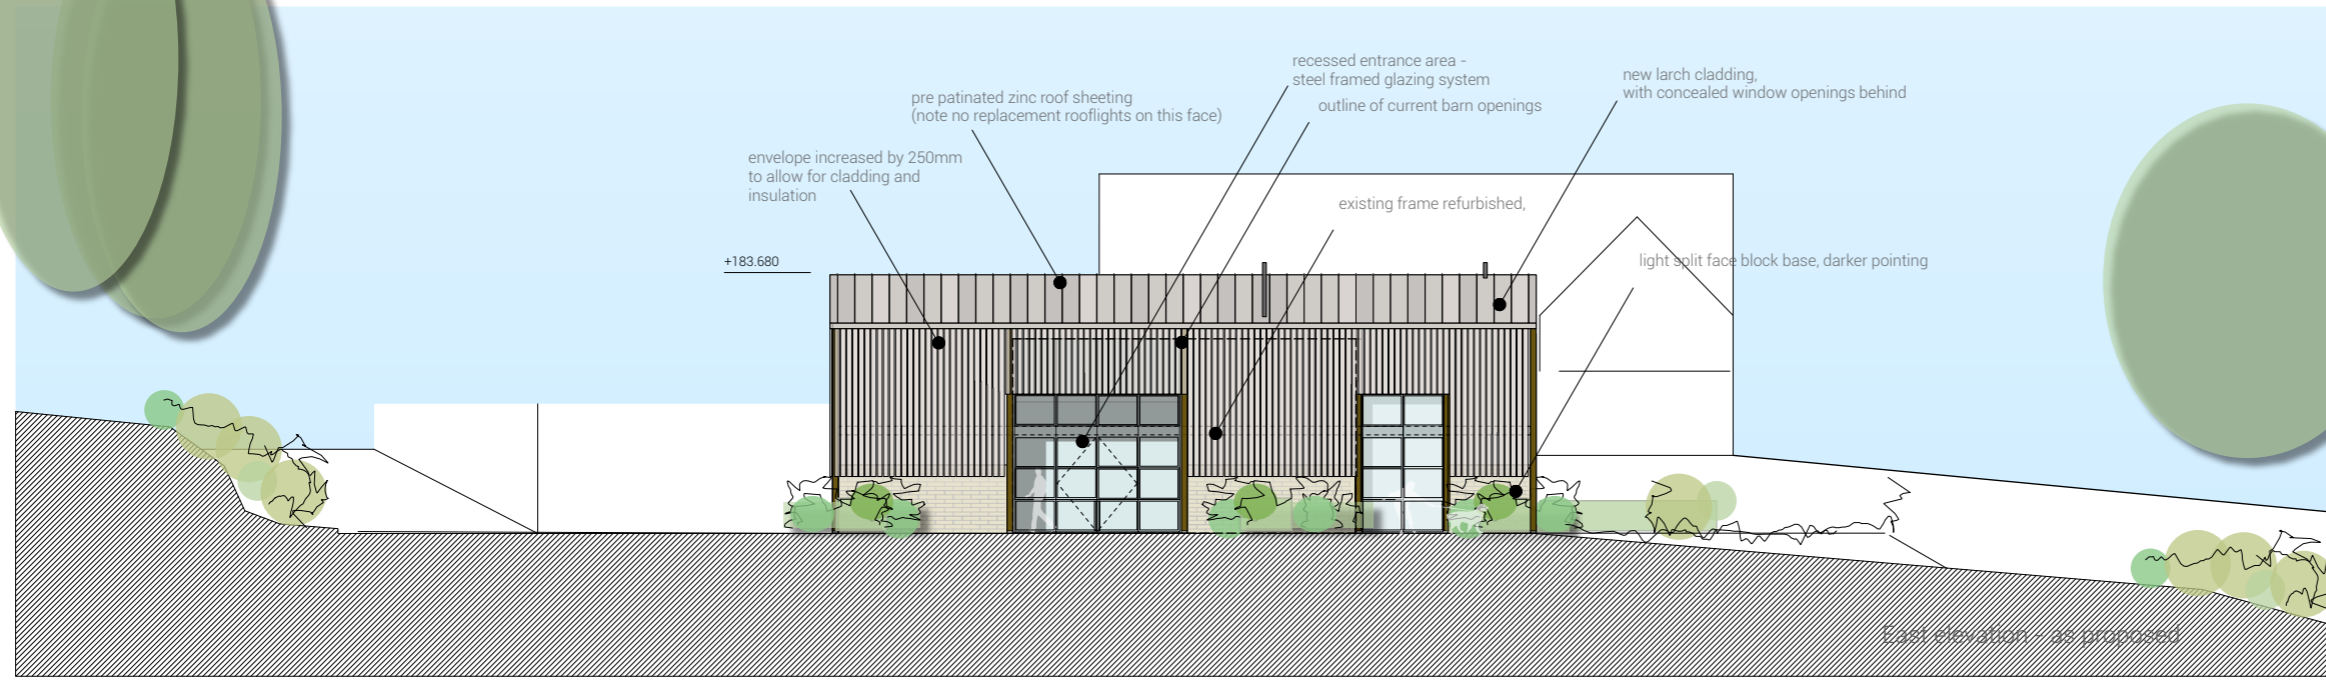 recessed entrance area -
steel framed glazing system
new larch cladding,
with concealed window openings behind
pre patinated zinc roof sheeting
(note no replacement rooflights on this face)
outline of current barn openings
envelope increased by 250mm
to allow for cladding and
insulation
existing frame refurbished,
+183.680
light split face block base, darker pointing
East elevation - as proposed